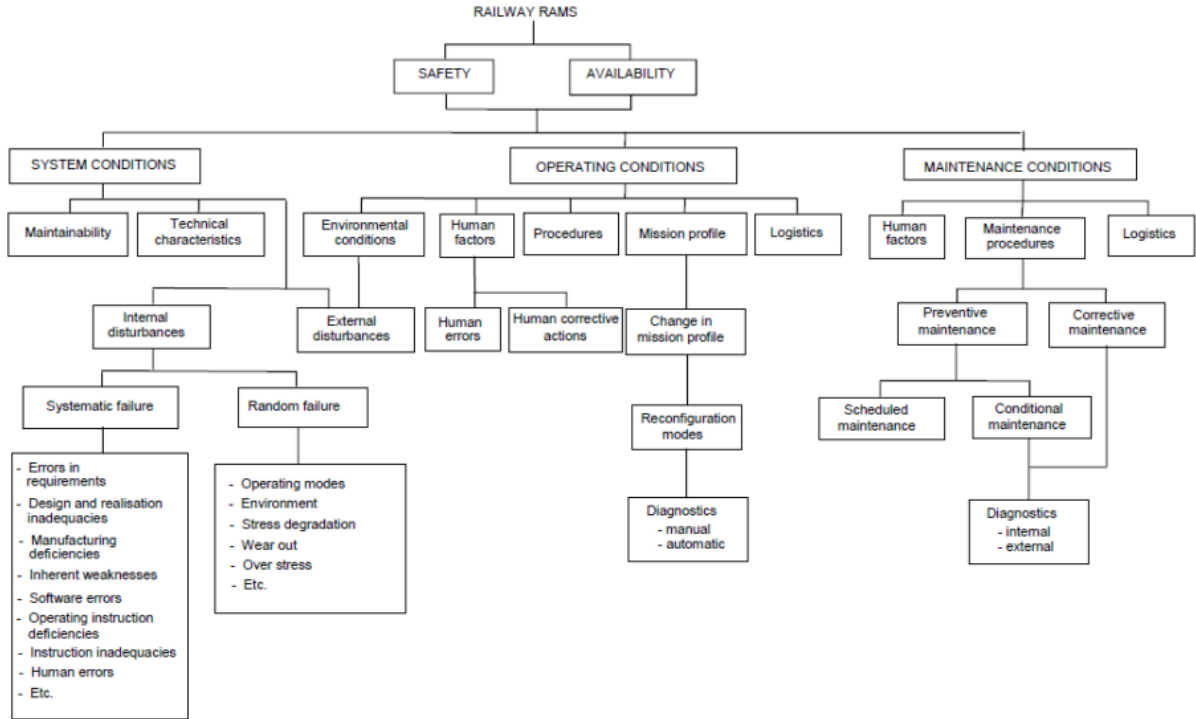 RAILWAY RAMS
SAFETY
AVAILABILITY
SYSTEM CONDITIONS
OPERATING CONDITIONS
MAINTENANCE CONDITIONS
Maintainability
Technical
characteristics
Environmental
conditions
Human
factors
Procedures
Mission profile
Logistics
Human
factors
Maintenance
procedures
Logistics
Internal
disturbances
External
disturbances
Human
errors
Human corrective
actions
Change in
mission profile
Preventive
maintenance
Corrective
maintenance
Systematic failure
Random failure
Reconfiguration
modes
Scheduled
maintenance
Conditional
maintenance
- Errors in
requirements
- Design and realisation
inadequacies
- Manufacturing
deficiencies
- Inherent weaknesses
- Software errors
- Operating instruction
deficiencies
- Instruction inadequacies
- Human errors
- Etc.
- Operating modes
- Environment
- Stress degradation
- Wear out
- Over stress
- Etc.
Diagnostics
- manual
- automatic
Diagnostics
- internal
- external